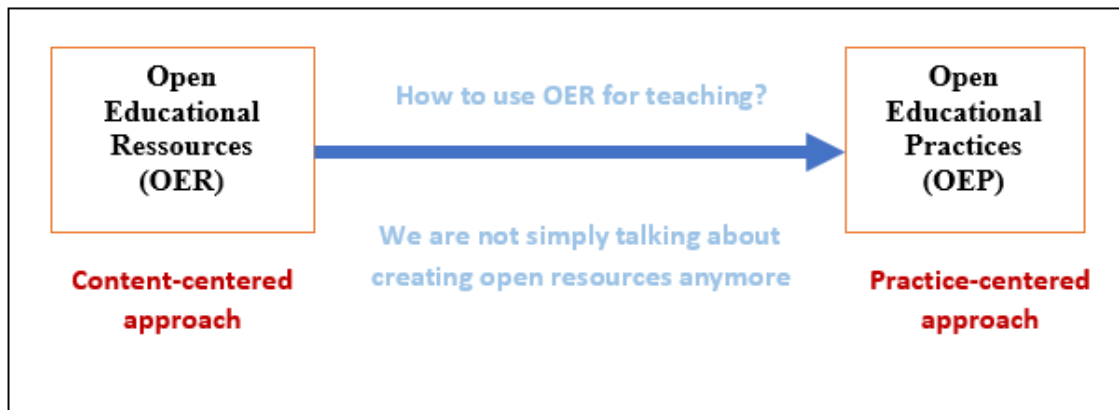 Open
Educational
Ressources
(OER)
Content-centered
approach
How to use OER for teaching?
We are not simply talking about
creating open resources anymore
Open
Educational
Practices
(OEP)
Practice-centered
approach